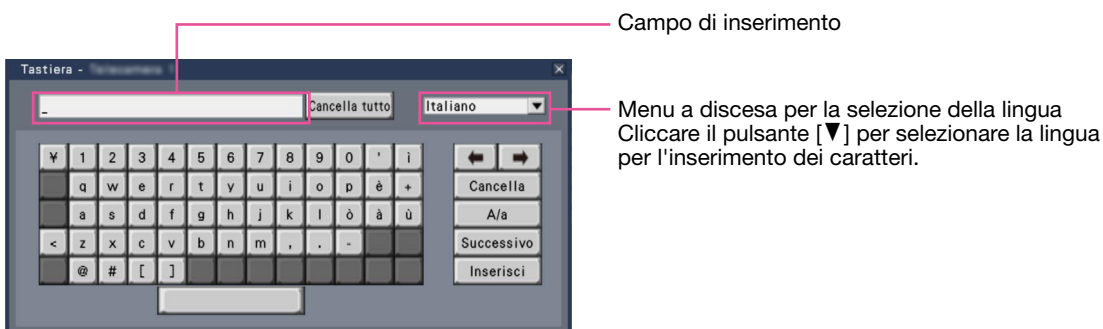 Campo di inserimento
Tastiera -
_ Cancella tutto Italiano ▼
Menu a discesa per la selezione della lingua
Cliccare il pulsante [▼] per selezionare la lingua
per l'inserimento dei caratteri.
¥ 1 2 3 4 5 6 7 8 9 0 ' ì ← →
q w e r t y u i o p è + Cancella
a s d f g h j k l ò à ù A/a
< z x c v b n m , . - Successivo
@ # [ ] Inserisci